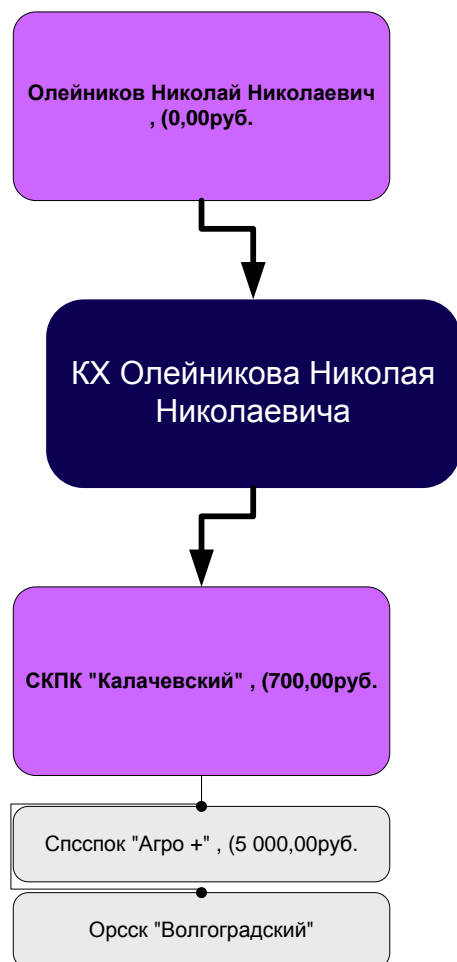 Олейников Николай Николаевич
, (0,00руб.
КХ Олейникова Николая
Николаевича
СКПК "Калачевский" , (700,00руб.
Спсспок "Агро +" , (5 000,00руб.
Орсск "Волгоградский"